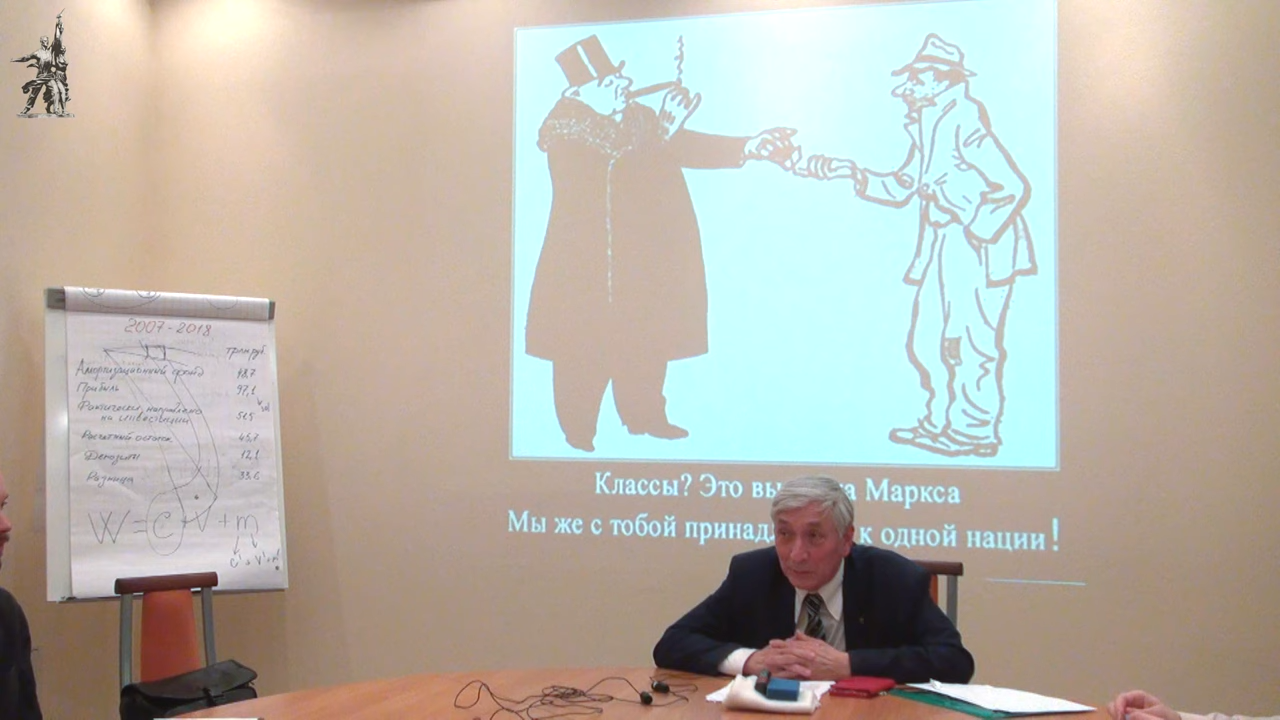 2007-2018
трлн руб.
Амортизационный фонд 48,7
Прибыль 97,1
Фактически направлено
на инвестиции
Расчетный остаток 45,7
Депозиты 12,1
Разница 33,6
W = C + V + m
Классы? Это Маркса
Мы же с тобой к одной нации!